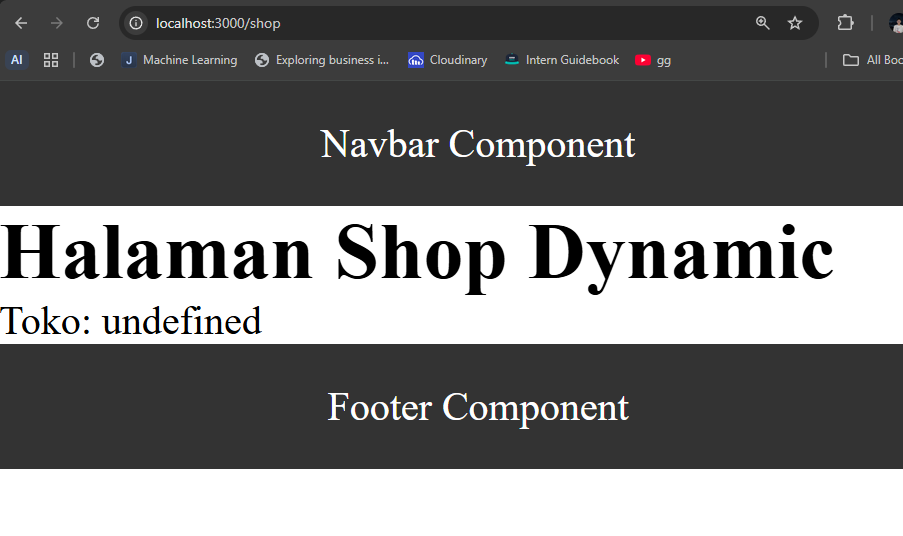 localhost:3000/shop
AI
J Machine Learning Exploring business i... Cloudinary Intern Guidebook gg All Boo
Navbar Component
Halaman Shop Dynamic
Toko: undefined
Footer Component